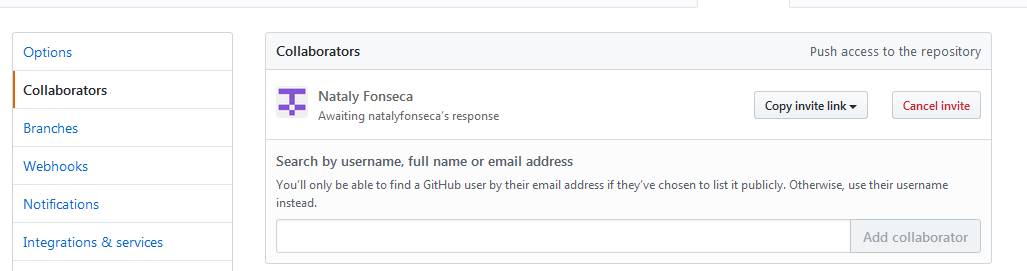 Options
Collaborators
Branches
Webhooks
Notifications
Integrations & services
Collaborators
Push access to the repository
Nataly Fonseca
Awaiting natalyfonseca's response
Copy invite link
Cancel invite
Search by username, full name or email address
You'll only be able to find a GitHub user by their email address if they've chosen to list it publicly. Otherwise, use their username
instead.
Add collaborator